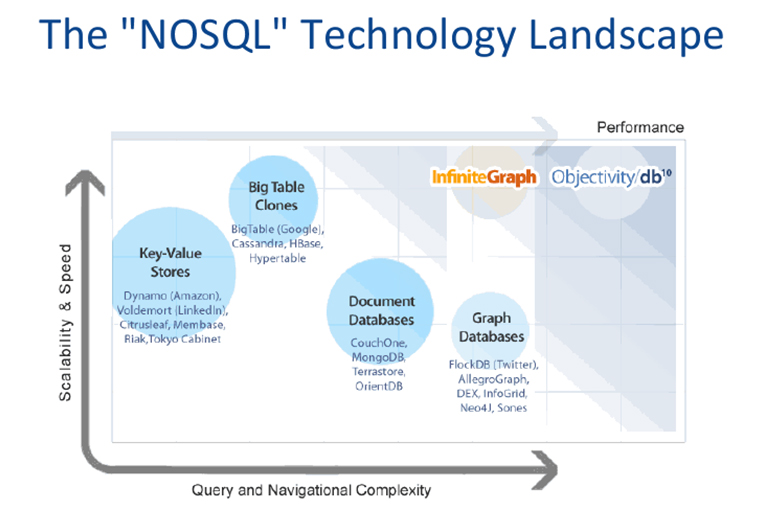 The "NOSQL" Technology Landscape
Performance
InfiniteGraph
Objectivity/db10
Big Table
Clones
BigTable (Google),
Cassandra, HBase,
Hypertable
Key-Value
Stores
Dynamo (Amazon),
Voldemort (LinkedIn),
Citrusleaf, Membase,
Riak,Tokyo Cabinet
Document
Databases
CouchOne,
MongoDB,
Terrastore,
OrientDB
Graph
Databases
FlockDB (Twitter),
AllegroGraph,
DEX, InfoGrid,
Neo4J, Sones
Scalability & Speed
Query and Navigational Complexity